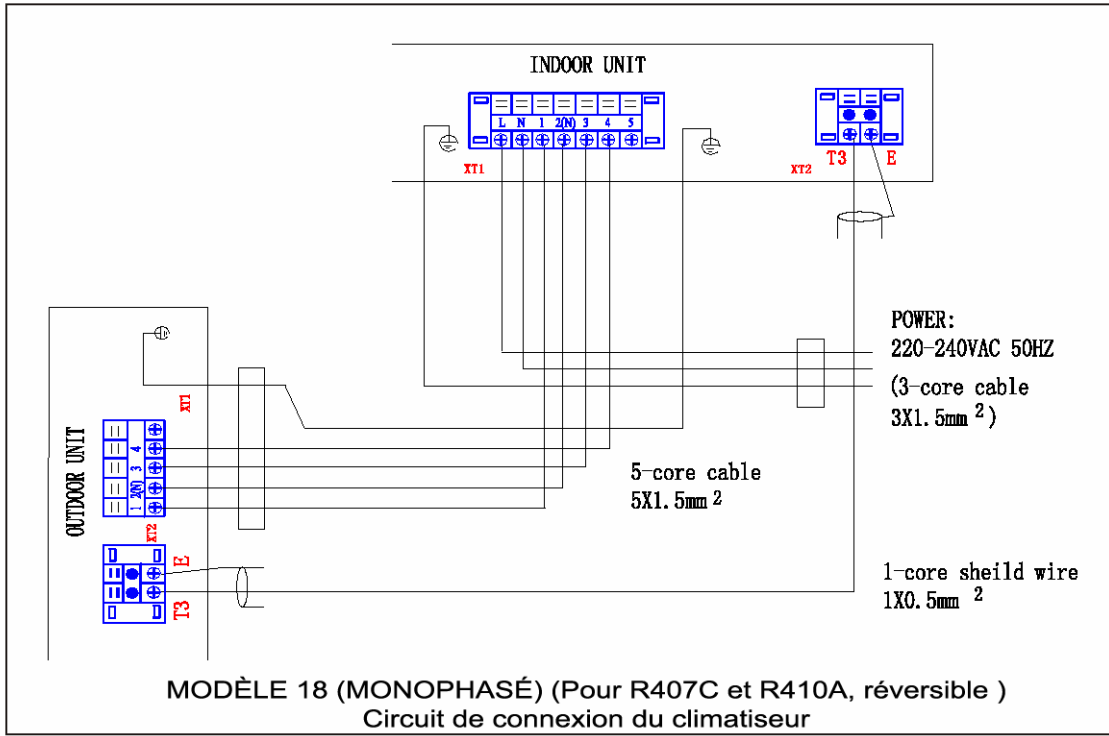 INDOOR UNIT
L N 1 2(N) 3 4 5
XT1
XT2
T3 E
POWER:
220-240VAC 50HZ
(3-core cable
3X1.5mm 2)
OUTDOOR UNIT
XT1
1 2(N) 3 4
XT2
E
T3
5-core cable
5X1.5mm 2
1-core sheild wire
1X0.5mm 2
MODÈLE 18 (MONOPHASÉ) (Pour R407C et R410A, réversible )
Circuit de connexion du climatiseur